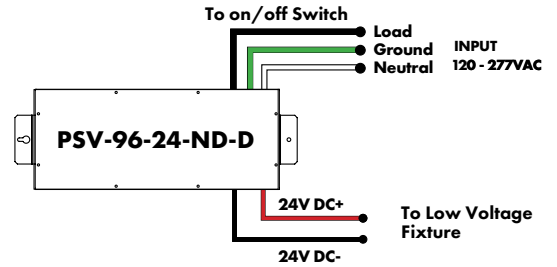 To on/off Switch
Load
Ground
Neutral
INPUT
120 - 277VAC
PSV-96-24-ND-D
24V DC+
24V DC-
To Low Voltage
Fixture